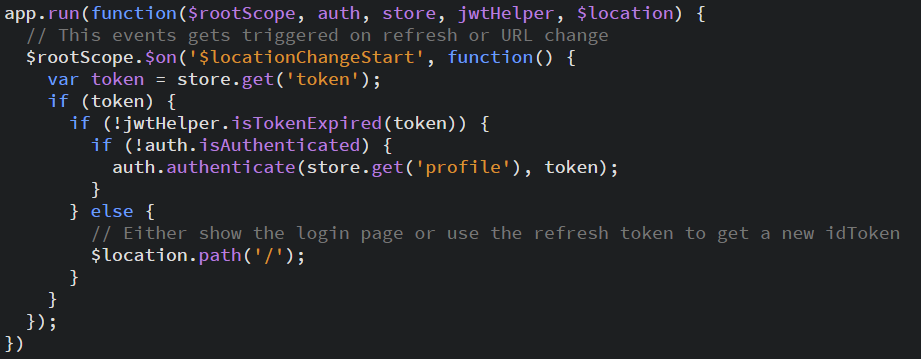 app.run(function($rootScope, auth, store, jwtHelper, $location) {
  // This events gets triggered on refresh or URL change
  $rootScope.$on('$locationChangeStart', function() {
    var token = store.get('token');
    if (token) {
      if (!jwtHelper.isTokenExpired(token)) {
        if (!auth.isAuthenticated) {
          auth.authenticate(store.get('profile'), token);
        }
      } else {
        // Either show the login page or use the refresh token to get a new idToken
        $location.path('/');
      }
    }
  });
})